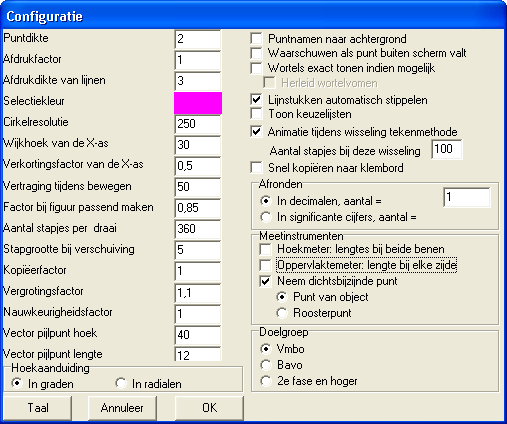 Configuratie
Puntdikte 2
Afdrukfactor 1
Afdrukdikte van lijnen 3
Selectiekleur
Cirkelresolutie 250
Wijkhoek van de X-as 30
Verkortingsfactor van de X-as 0,5
Vertraging tijdens bewegen 50
Factor bij figuur passend maken 0,85
Aantal stapjes per draai 360
Stapgrootte bij verschuiving 5
Kopiëerfactor 1
Vergrotingsfactor 1,1
Nauwkeurigheidsfactor 1
Vector pijlpunt hoek 40
Vector pijlpunt lengte 12
Hoekaanduiding
In graden In radialen
Taal Annuleer OK
Puntnamen naar achtergrond
Waarschuwen als punt buiten scherm valt
Wortels exact tonen indien mogelijk
Herleid wortelvomen
Lijnstukken automatisch stippelen
Toon keuzelijsten
Animatie tijdens wisseling tekenmethode
Aantal stapjes bij deze wisseling 100
Snel kopiëren naar klembord
Afronden
In decimalen, aantal = 1
In significante cijfers, aantal =
Meetinstrumenten
Hoekmeter: lengtes bij beide benen
Oppervlaktemeter: lengte bij elke zijde
Neem dichtsbijzijnde punt
Punt van object
Roosterpunt
Doelgroep
Vmbo
Bavo
2e fase en hoger